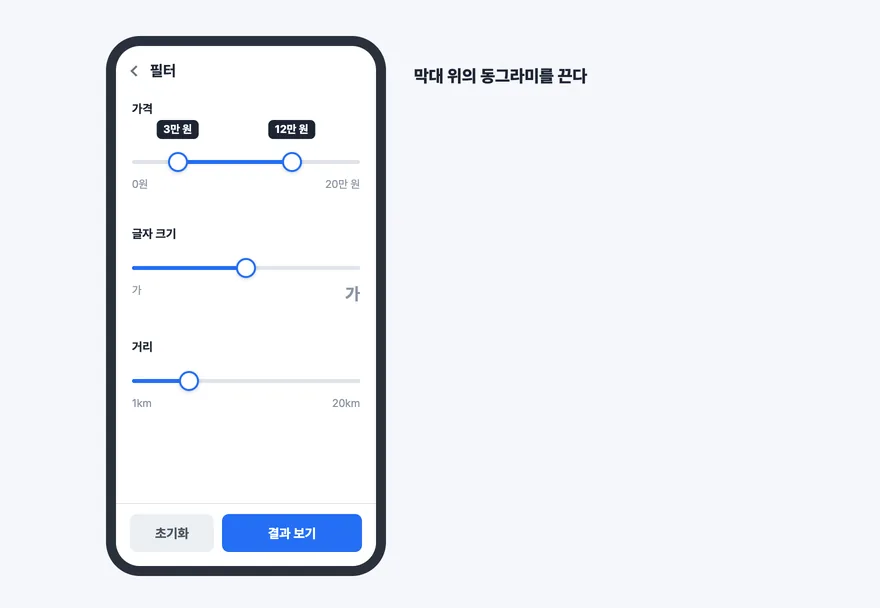 필터
막대 위의 동그라미를 끈다
가격
3만 원 12만 원
0원 20만 원
글자 크기
가 가
거리
1km 20km
초기화 결과 보기